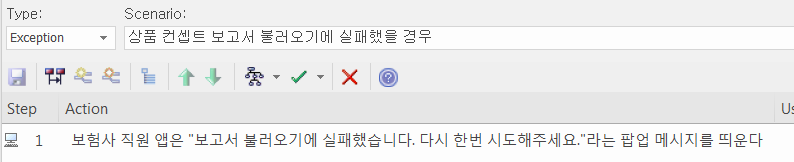 Type: Scenario:
Exception 상품 컨셉트 보고서 불러오기에 실패했을 경우
Step Action Us
1 보험사 직원 앱은 "보고서 불러오기에 실패했습니다. 다시 한번 시도해주세요."라는 팝업 메시지를 띄운다